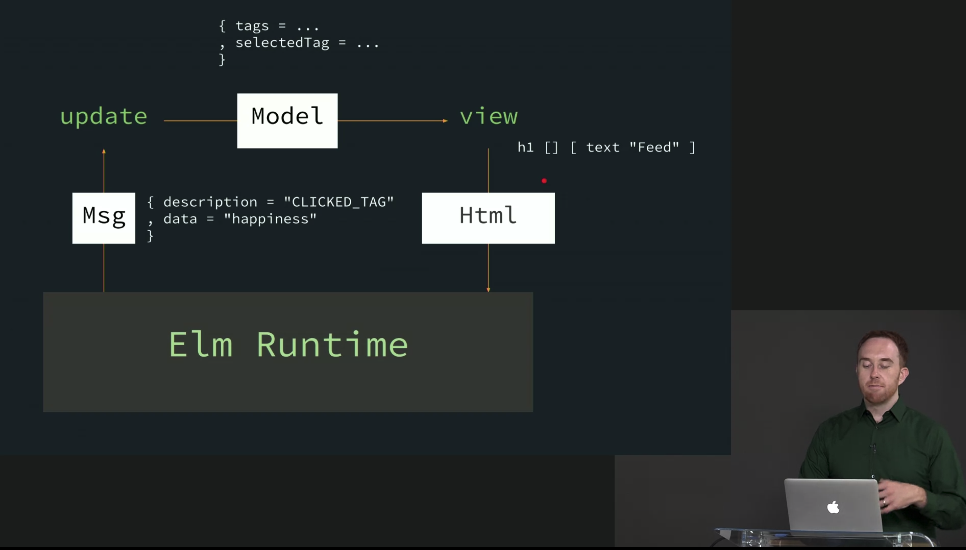 { tags = ...
, selectedTag = ...
}
update
Model
view
h1 [] [ text "Feed" ]
Msg
{ description = "CLICKED_TAG"
, data = "happiness"
}
Html
Elm Runtime